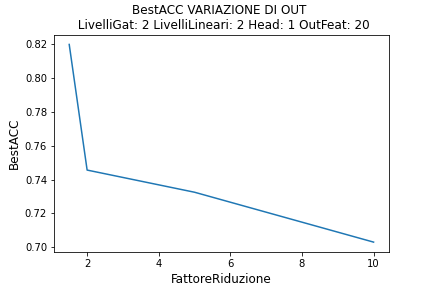 BestACC VARIAZIONE DI OUT
LivelliGat: 2 LivelliLineari: 2 Head: 1 OutFeat: 20
0.82
0.80
0.78
0.76
0.74
0.72
0.70
BestACC
2 4 6 8 10
FattoreRiduzione